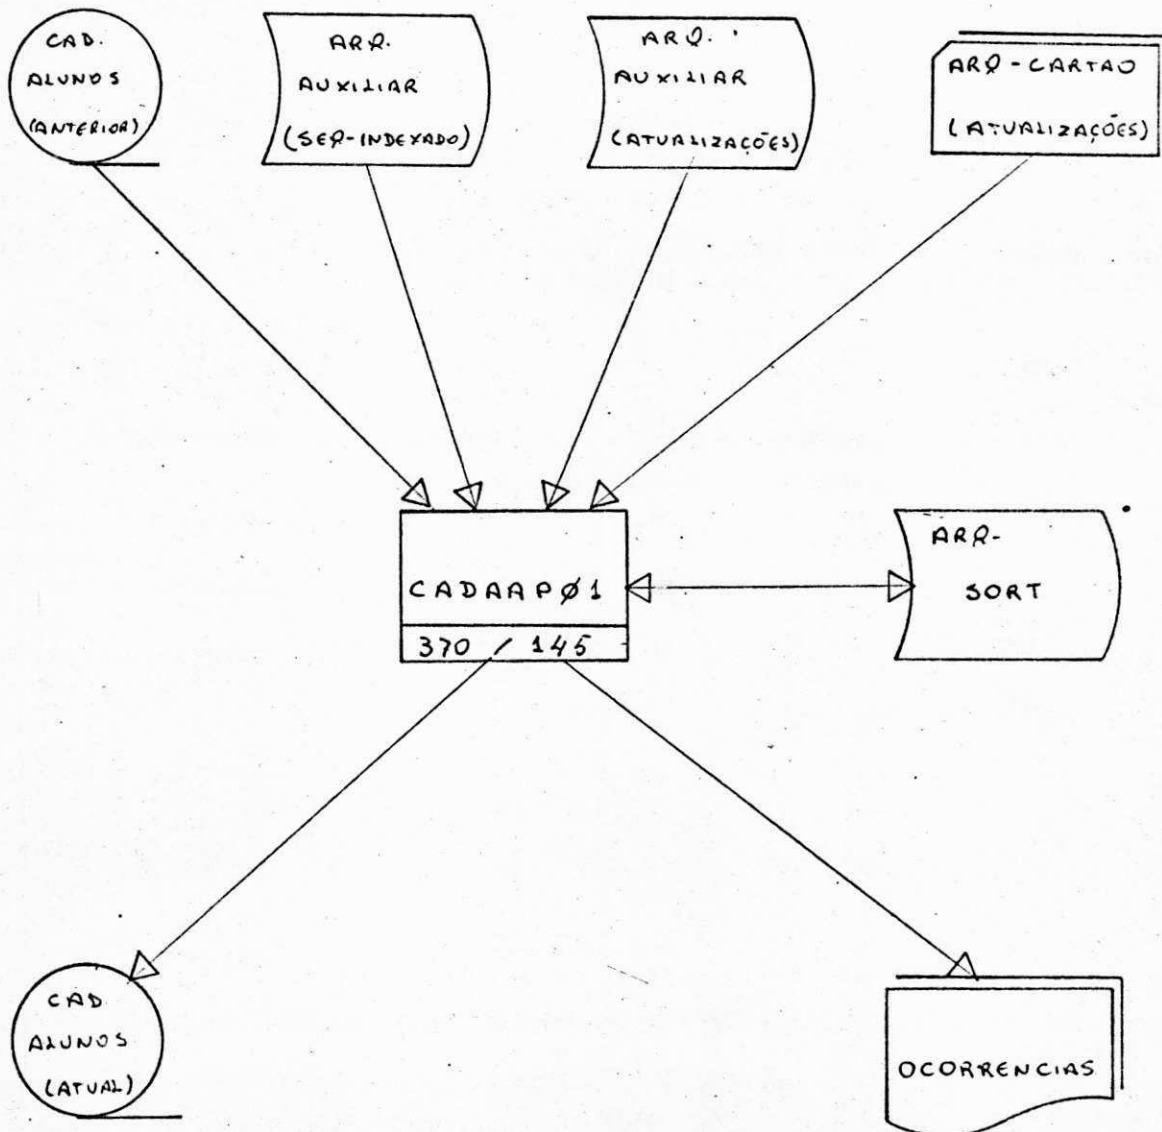 CAD.
ALUNOS
(ANTERIOR)
ARQ.
AUXILIAR
(SEQ-INDEXADO)
ARQ.
AUXILIAR
(ATUALIZAÇÕES)
ARQ-CARTAO
(ATUALIZAÇÕES)
CADAAPØ1
370 / 145
ARQ-
SORT
CAD
ALUNOS
(ATUAL)
OCORRENCIAS